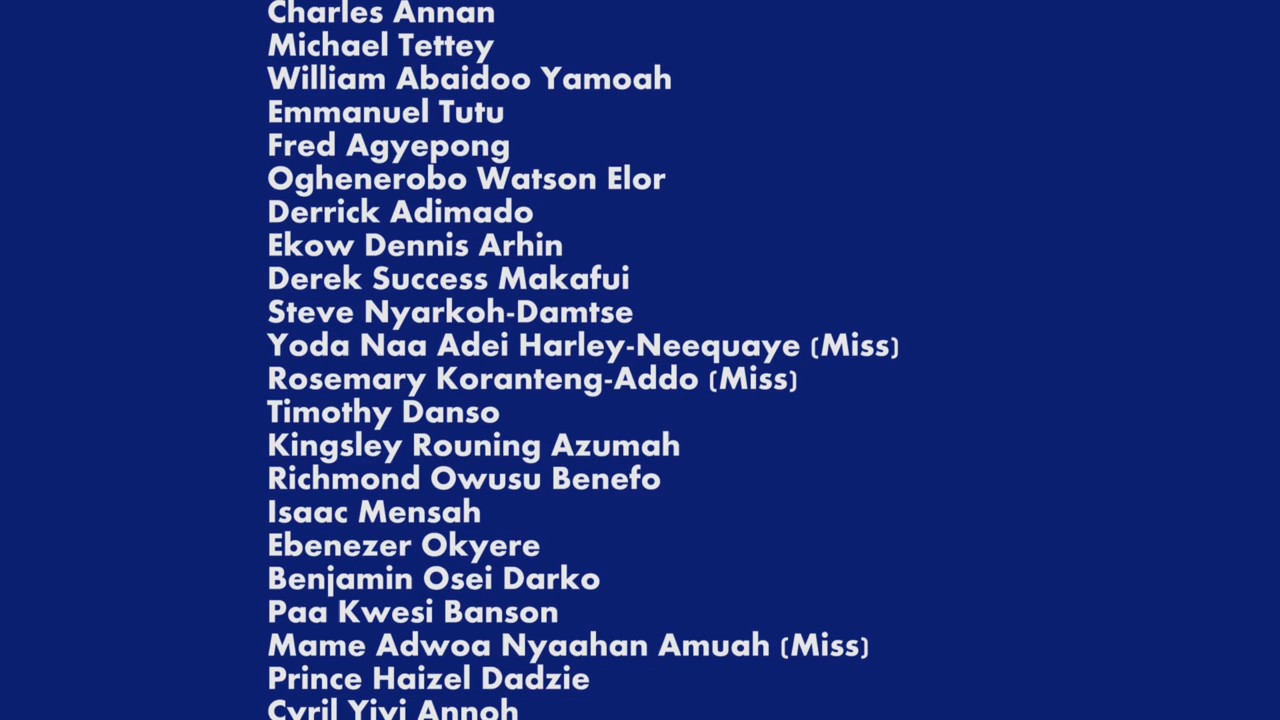 Charles Annan
Michael Tettey
William Abaidoo Yamoah
Emmanuel Tutu
Fred Agyepong
Oghenerobo Watson Elor
Derrick Adimado
Ekow Dennis Arhin
Derek Success Makafui
Steve Nyarkoh-Damtse
Yoda Naa Adei Harley-Neequaye (Miss)
Rosemary Koranteng-Addo (Miss)
Timothy Danso
Kingsley Rouning Azumah
Richmond Owusu Benefo
Isaac Mensah
Ebenezer Okyere
Benjamin Osei Darko
Paa Kwesi Banson
Mame Adwoa Nyaahan Amuah (Miss)
Prince Haizel Dadzie
Cyril Yiyi Annoh